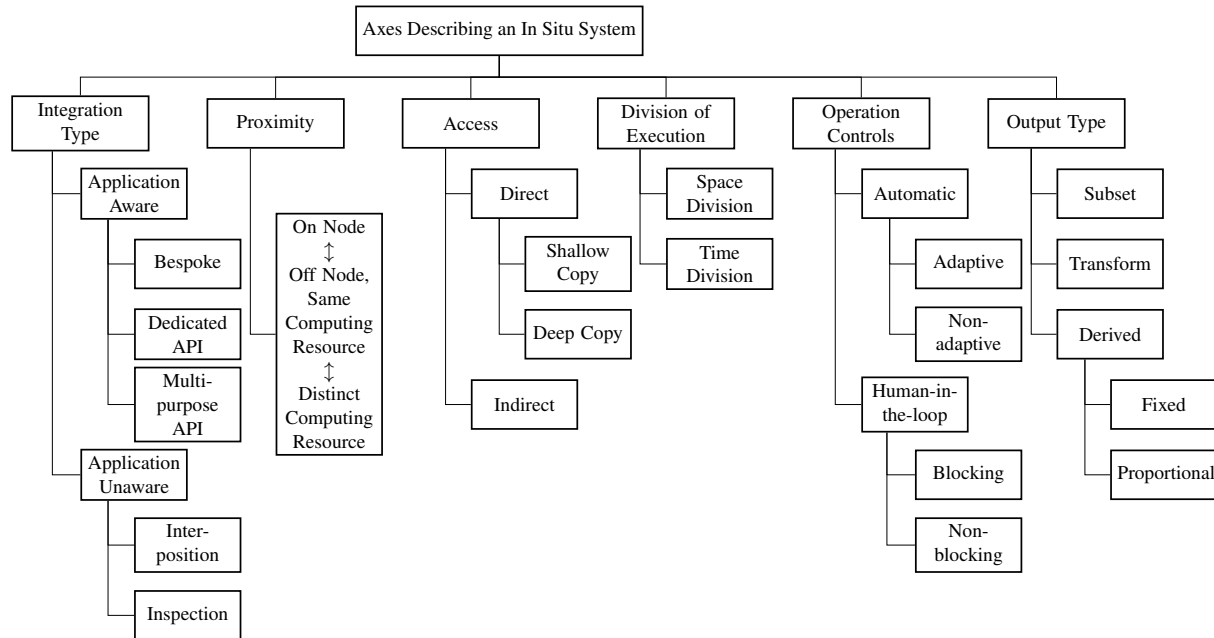 Axes Describing an In Situ System
Integration
Type
Application
Aware
Bespoke
Dedicated
API
Multi-
purpose
API
Application
Unaware
Inter-
position
Inspection
Proximity
On Node
↕
Off Node,
Same
Computing
Resource
↕
Distinct
Computing
Resource
Access
Direct
Shallow
Copy
Deep Copy
Indirect
Division of
Execution
Space
Division
Time
Division
Operation
Controls
Automatic
Adaptive
Non-
adaptive
Human-in-
the-loop
Blocking
Non-
blocking
Output Type
Subset
Transform
Derived
Fixed
Proportional